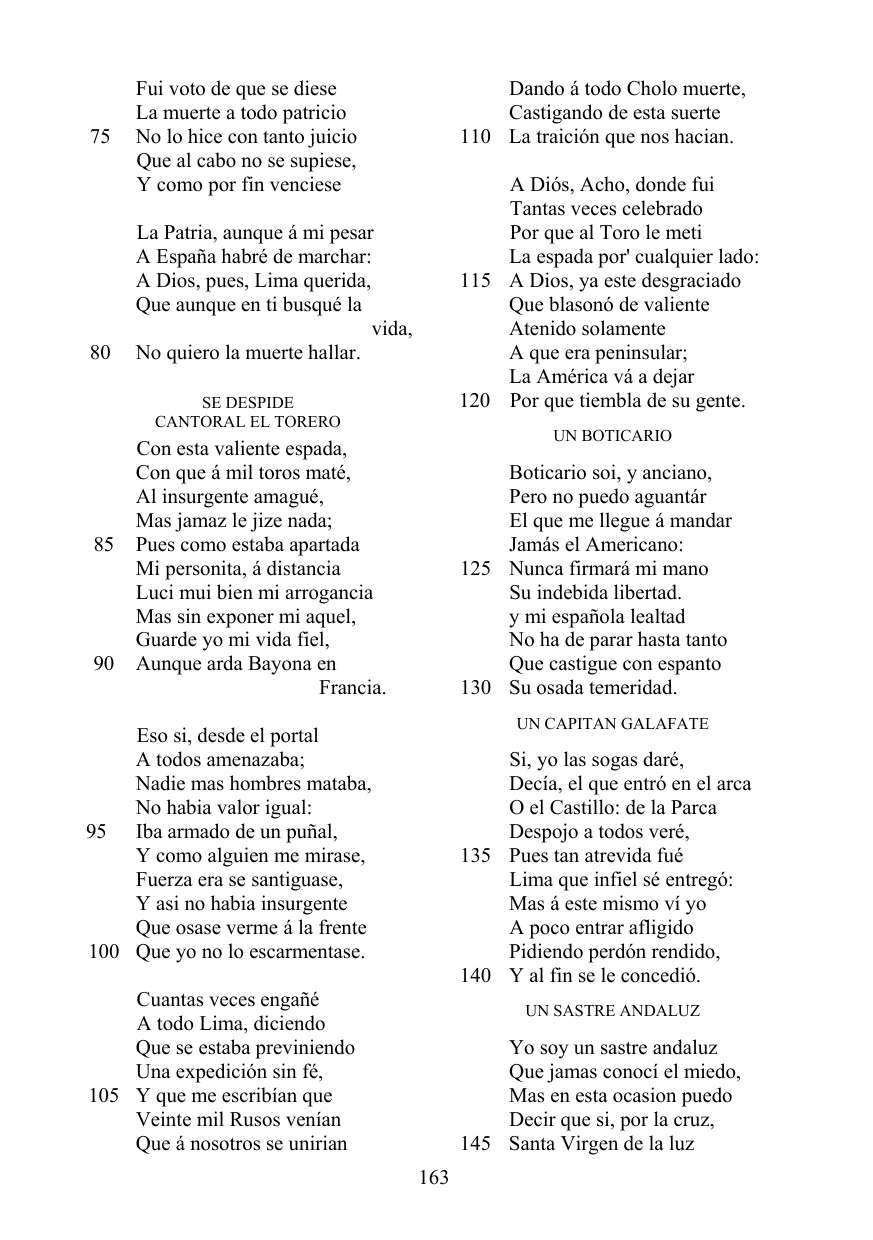 Fui voto de que se diese
La muerte a todo patricio
75 No lo hice con tanto juicio
Que al cabo no se supiese,
Y como por fin venciese
La Patria, aunque á mi pesar
A España habré de marchar:
A Dios, pues, Lima querida,
Que aunque en ti busqué la
vida,
80 No quiero la muerte hallar.
SE DESPIDE
CANTORAL EL TORERO
Con esta valiente espada,
Con que á mil toros maté,
Al insurgente amagué,
Mas jamaz le jize nada;
85 Pues como estaba apartada
Mi personita, á distancia
Luci mui bien mi arrogancia
Mas sin exponer mi aquel,
Guarde yo mi vida fiel,
90 Aunque arda Bayona en
Francia.
Eso si, desde el portal
A todos amenazaba;
Nadie mas hombres mataba,
No habia valor igual:
95 Iba armado de un puñal,
Y como alguien me mirase,
Fuerza era se santiguase,
Y asi no habia insurgente
Que osase verme á la frente
100 Que yo no lo escarmentase.
Cuantas veces engañé
A todo Lima, diciendo
Que se estaba previniendo
Una expedición sin fé,
105 Y que me escribían que
Veinte mil Rusos venían
Que á nosotros se unirian
Dando á todo Cholo muerte,
Castigando de esta suerte
110 La traición que nos hacian.
A Diós, Acho, donde fui
Tantas veces celebrado
Por que al Toro le meti
La espada por' cualquier lado:
115 A Dios, ya este desgraciado
Que blasonó de valiente
Atenido solamente
A que era peninsular;
La América vá a dejar
120 Por que tiembla de su gente.
UN BOTICARIO
Boticario soi, y anciano,
Pero no puedo aguantár
El que me llegue á mandar
Jamás el Americano:
125 Nunca firmará mi mano
Su indebida libertad.
y mi española lealtad
No ha de parar hasta tanto
Que castigue con espanto
130 Su osada temeridad.
UN CAPITAN GALAFATE
Si, yo las sogas daré,
Decía, el que entró en el arca
O el Castillo: de la Parca
Despojo a todos veré,
135 Pues tan atrevida fué
Lima que infiel sé entregó:
Mas á este mismo ví yo
A poco entrar afligido
Pidiendo perdón rendido,
140 Y al fin se le concedió.
UN SASTRE ANDALUZ
Yo soy un sastre andaluz
Que jamas conocí el miedo,
Mas en esta ocasion puedo
Decir que si, por la cruz,
145 Santa Virgen de la luz
163